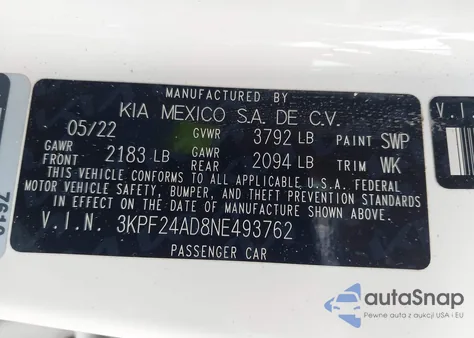 MANUFACTURED BY
KIA MEXICO S.A. DE C.V.
05/22 GVWR 3792 LB PAINT SWP
GAWR FRONT 2183 LB GAWR REAR 2094 LB TRIM WK
THIS VEHICLE CONFORMS TO ALL APPLICABLE U.S.A. FEDERAL
MOTOR VEHICLE SAFETY, BUMPER, AND THEFT PREVENTION STANDARDS
IN EFFECT ON THE DATE OF MANUFACTURE SHOWN ABOVE.
V.I.N. 3KPF24AD8NE493762
PASSENGER CAR
V.I.
autoSnap
Pewne auta z aukcji USA i EU